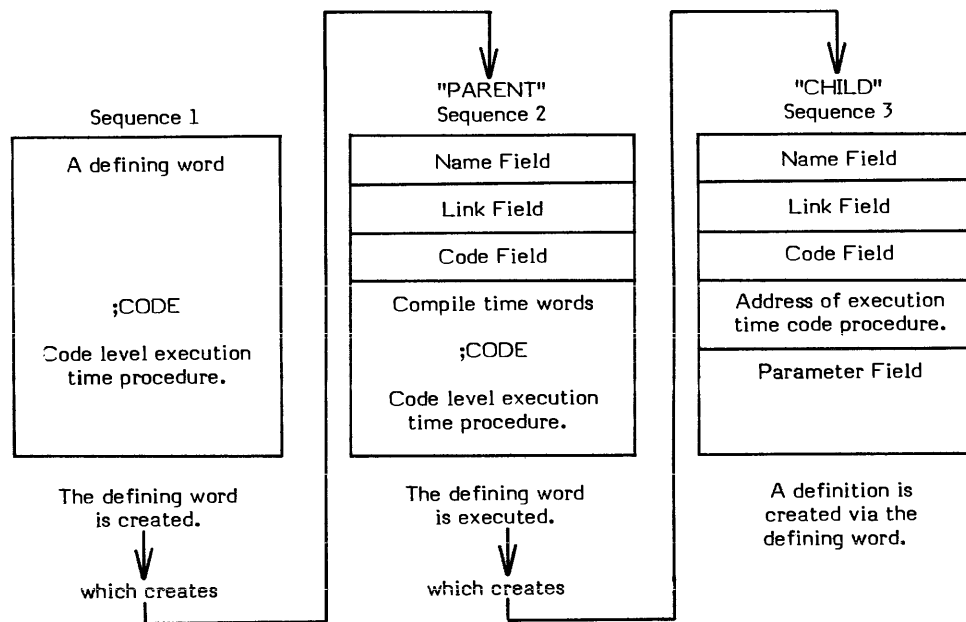 Sequence 1
A defining word
;CODE
Code level execution
time procedure.
The defining word
is created.
which creates
"PARENT"
Sequence 2
Name Field
Link Field
Code Field
Compile time words
;CODE
Code level execution
time procedure.
The defining word
is executed.
which creates
"CHILD"
Sequence 3
Name Field
Link Field
Code Field
Address of execution
time code procedure.
Parameter Field
A definition is
created via the
defining word.